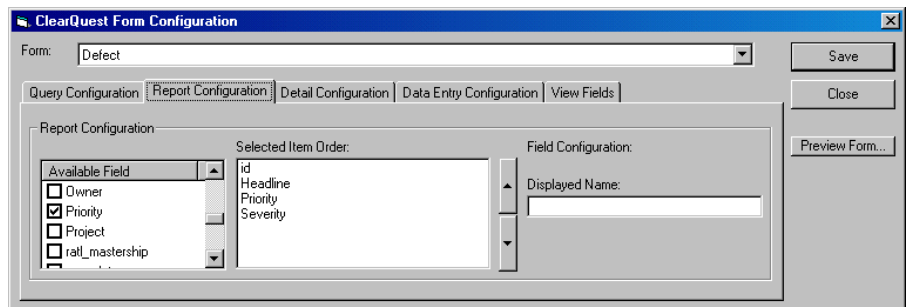 ClearQuest Form Configuration
Form:
Defect
Save
Query Configuration
Report Configuration
Detail Configuration
Data Entry Configuration
View Fields
Close
Report Configuration
Preview Form...
Selected Item Order:
Field Configuration:
Available Field
Owner
Priority
Project
ratl_mastership
id
Headline
Priority
Severity
Displayed Name: